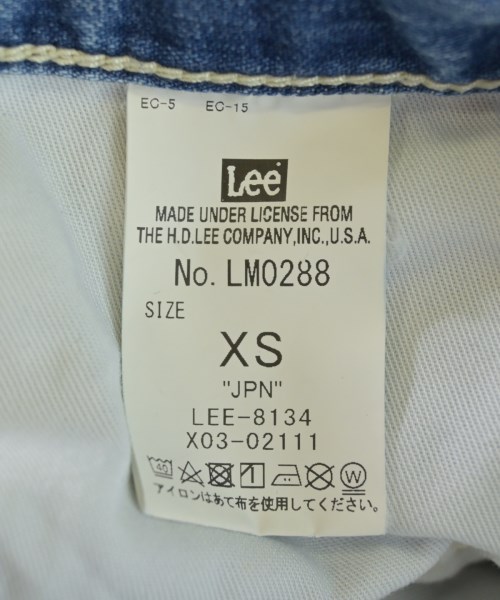 EC-5 EC-15
Lee
MADE UNDER LICENSE FROM
THE H.D.LEE COMPANY,INC.,U.S.A.
No. LM0288
SIZE
XS
"JPN"
LEE-8134
X03-02111
40 W
アイロンはあて布を使用してください。